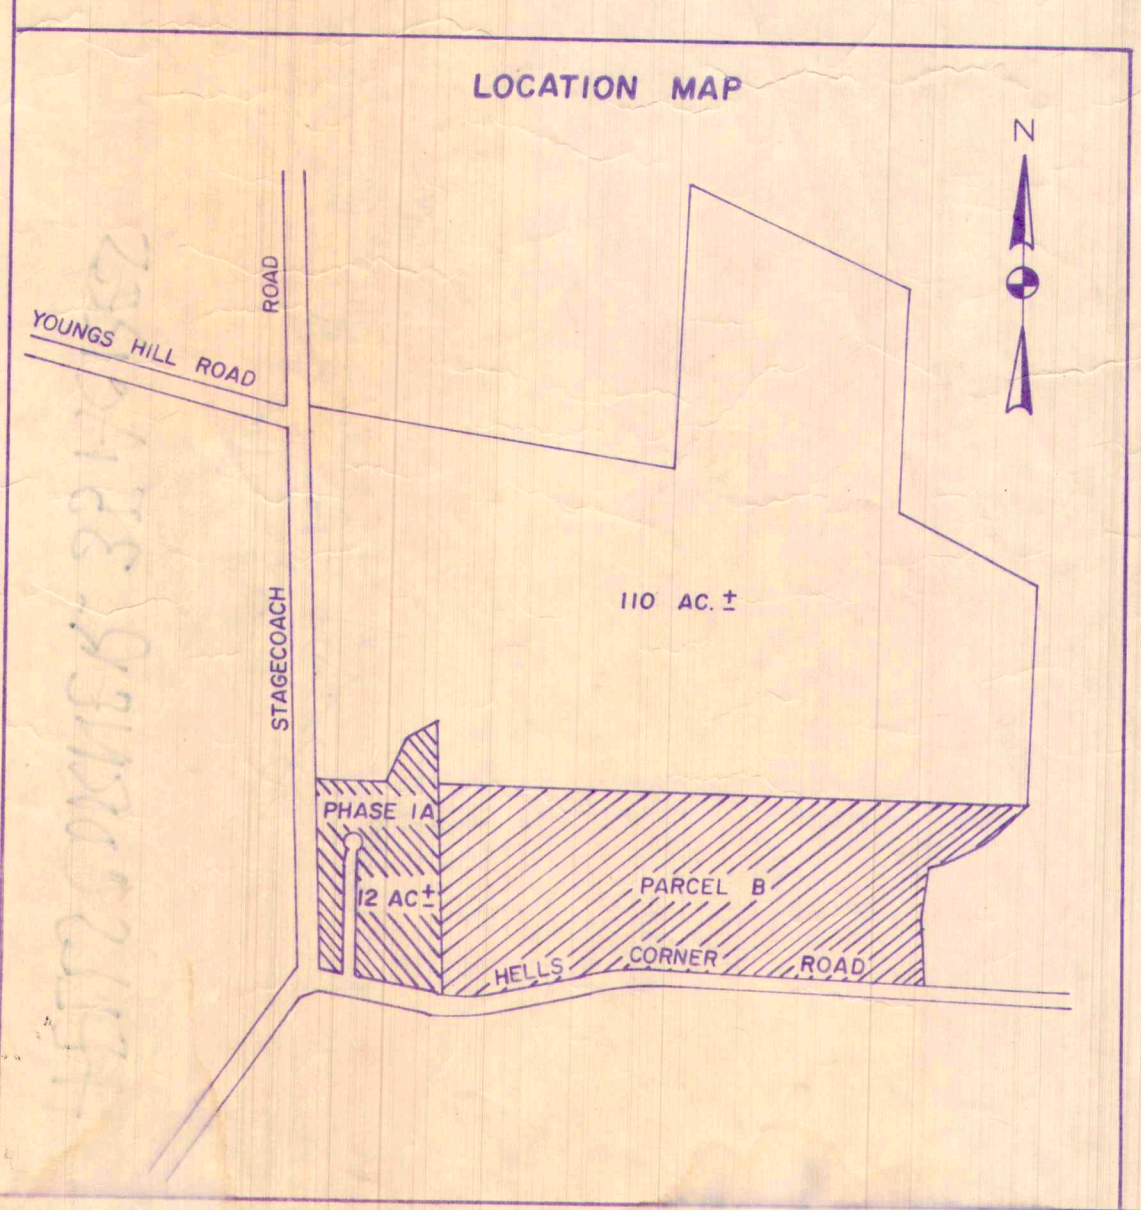 LOCATION MAP
N
ROAD
YOUNGS HILL ROAD
110 AC. ±
STAGECOACH
PHASE 1A
12 AC±
PARCEL B
HELLS CORNER ROAD